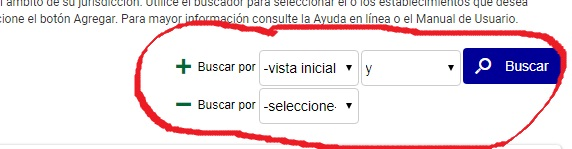 l ámbito de su jurisdicción. Utilice el buscador para seleccionar el o los establecimientos que desea
cione el botón Agregar. Para mayor información consulte la Ayuda en línea o el Manual de Usuario.
+ Buscar por -vista inicial y Buscar
- Buscar por -seleccione-